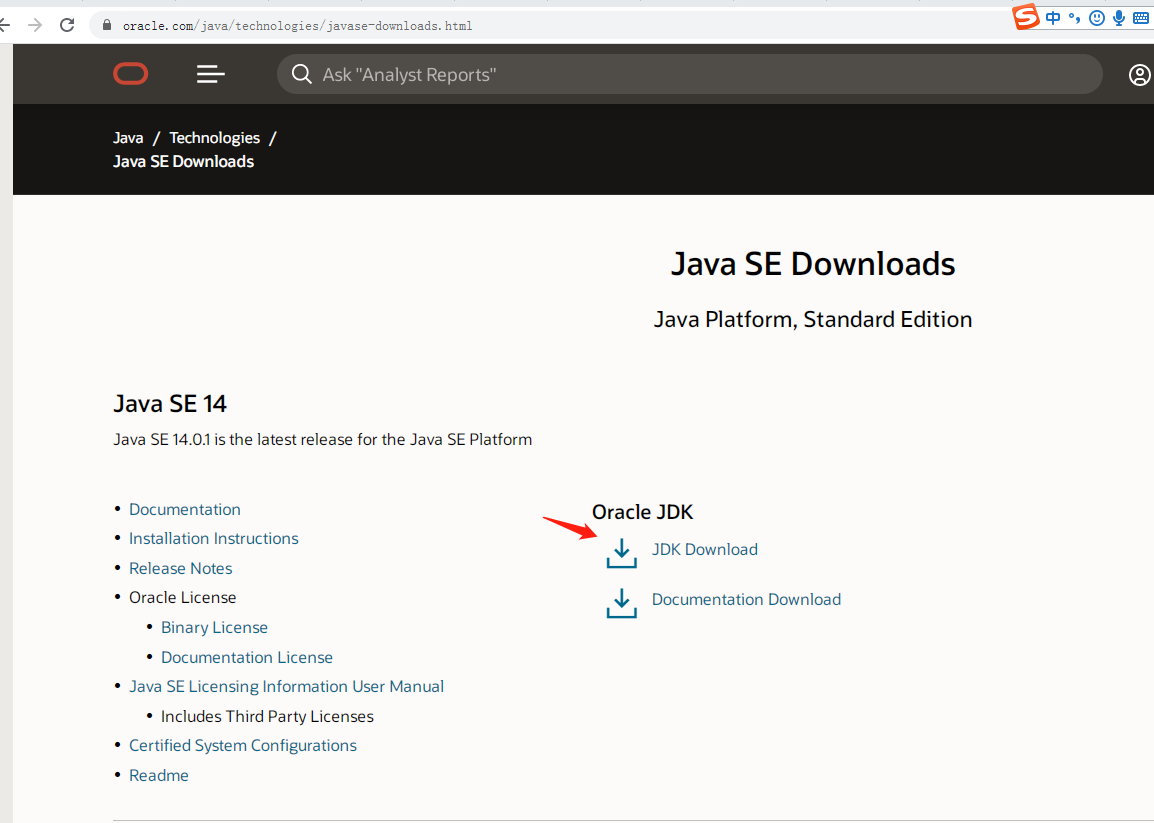 oracle.com/java/technologies/javase-downloads.html
S 中
Ask "Analyst Reports"
Java / Technologies /
Java SE Downloads
Java SE Downloads
Java Platform, Standard Edition
Java SE 14
Java SE 14.0.1 is the latest release for the Java SE Platform
• Documentation
• Installation Instructions
• Release Notes
• Oracle License
• Binary License
• Documentation License
• Java SE Licensing Information User Manual
• Includes Third Party Licenses
• Certified System Configurations
• Readme
Oracle JDK
JDK Download
Documentation Download